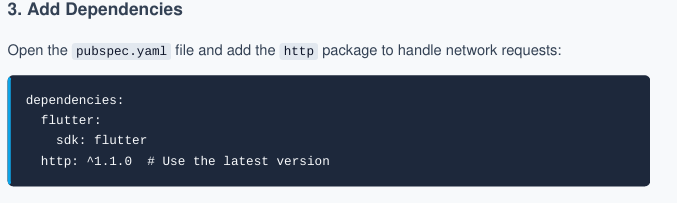 3. Add Dependencies
Open the pubspec.yaml file and add the http package to handle network requests:
dependencies:
  flutter:
    sdk: flutter
  http: ^1.1.0  # Use the latest version